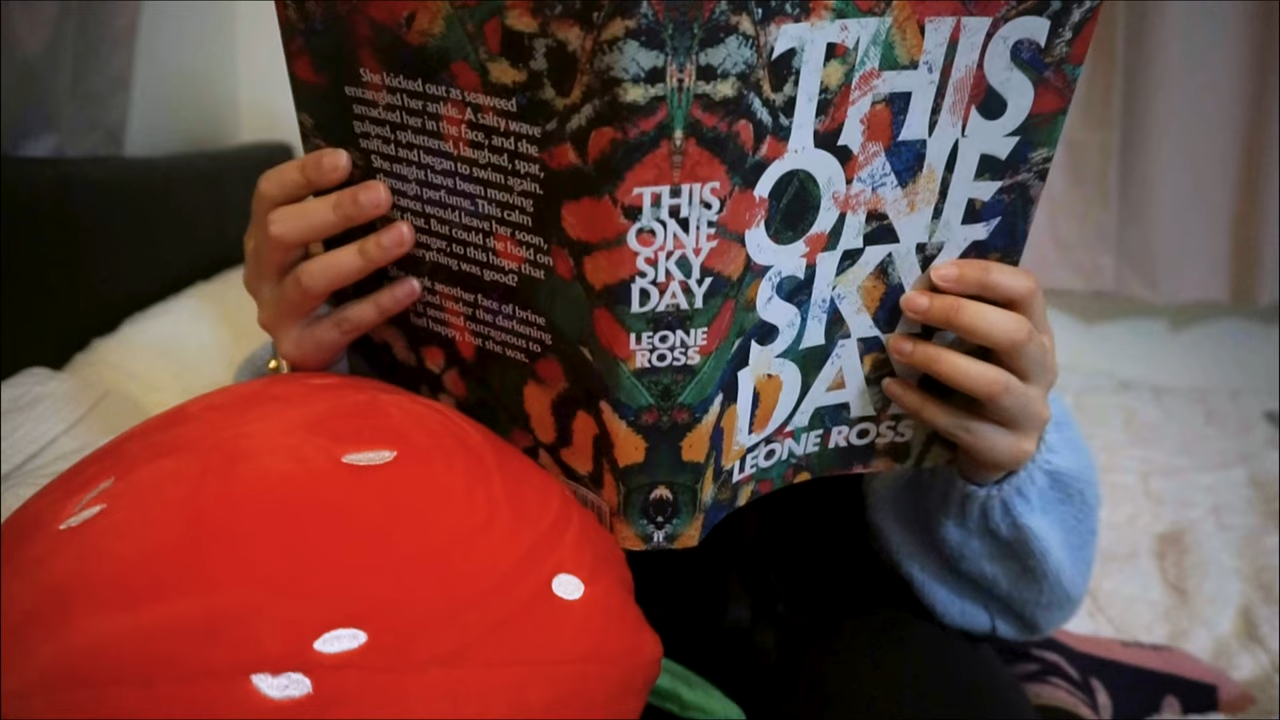 She kicked out as seaweed
entangled her ankle. A salty wave
smacked her in the face, and she
gulped, spluttered, laughed, spat,
sniffed and began to swim again.
She might have been moving
through perfume. This calm
would leave her soon,
that. But could she hold on
to this hope that
was good?
another face of brine
under the darkening
seemed outrageous to
happy, but she was.
THIS
ONE
SKY
DAY
LEONE
ROSS
THIS
ONE
SKY
DA
LEONE ROSS